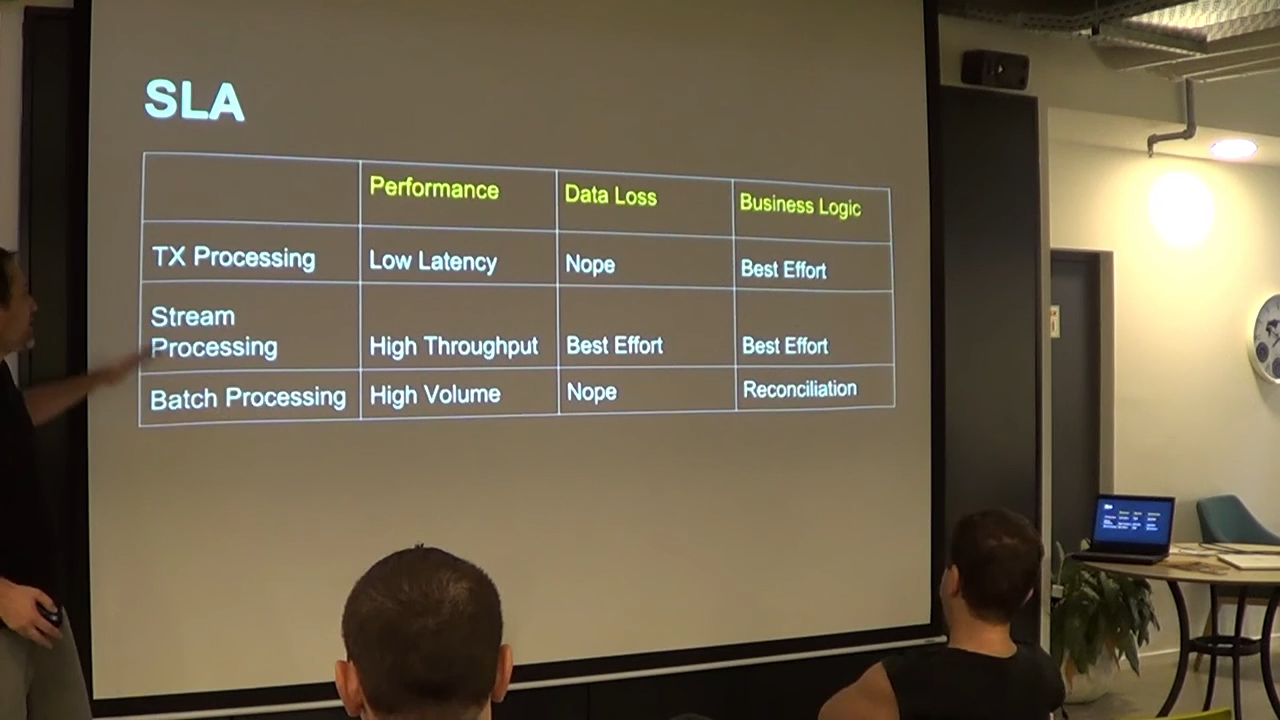 SLA
Performance Data Loss Business Logic
TX Processing Low Latency Nope Best Effort
Stream
Processing High Throughput Best Effort Best Effort
Batch Processing High Volume Nope Reconciliation